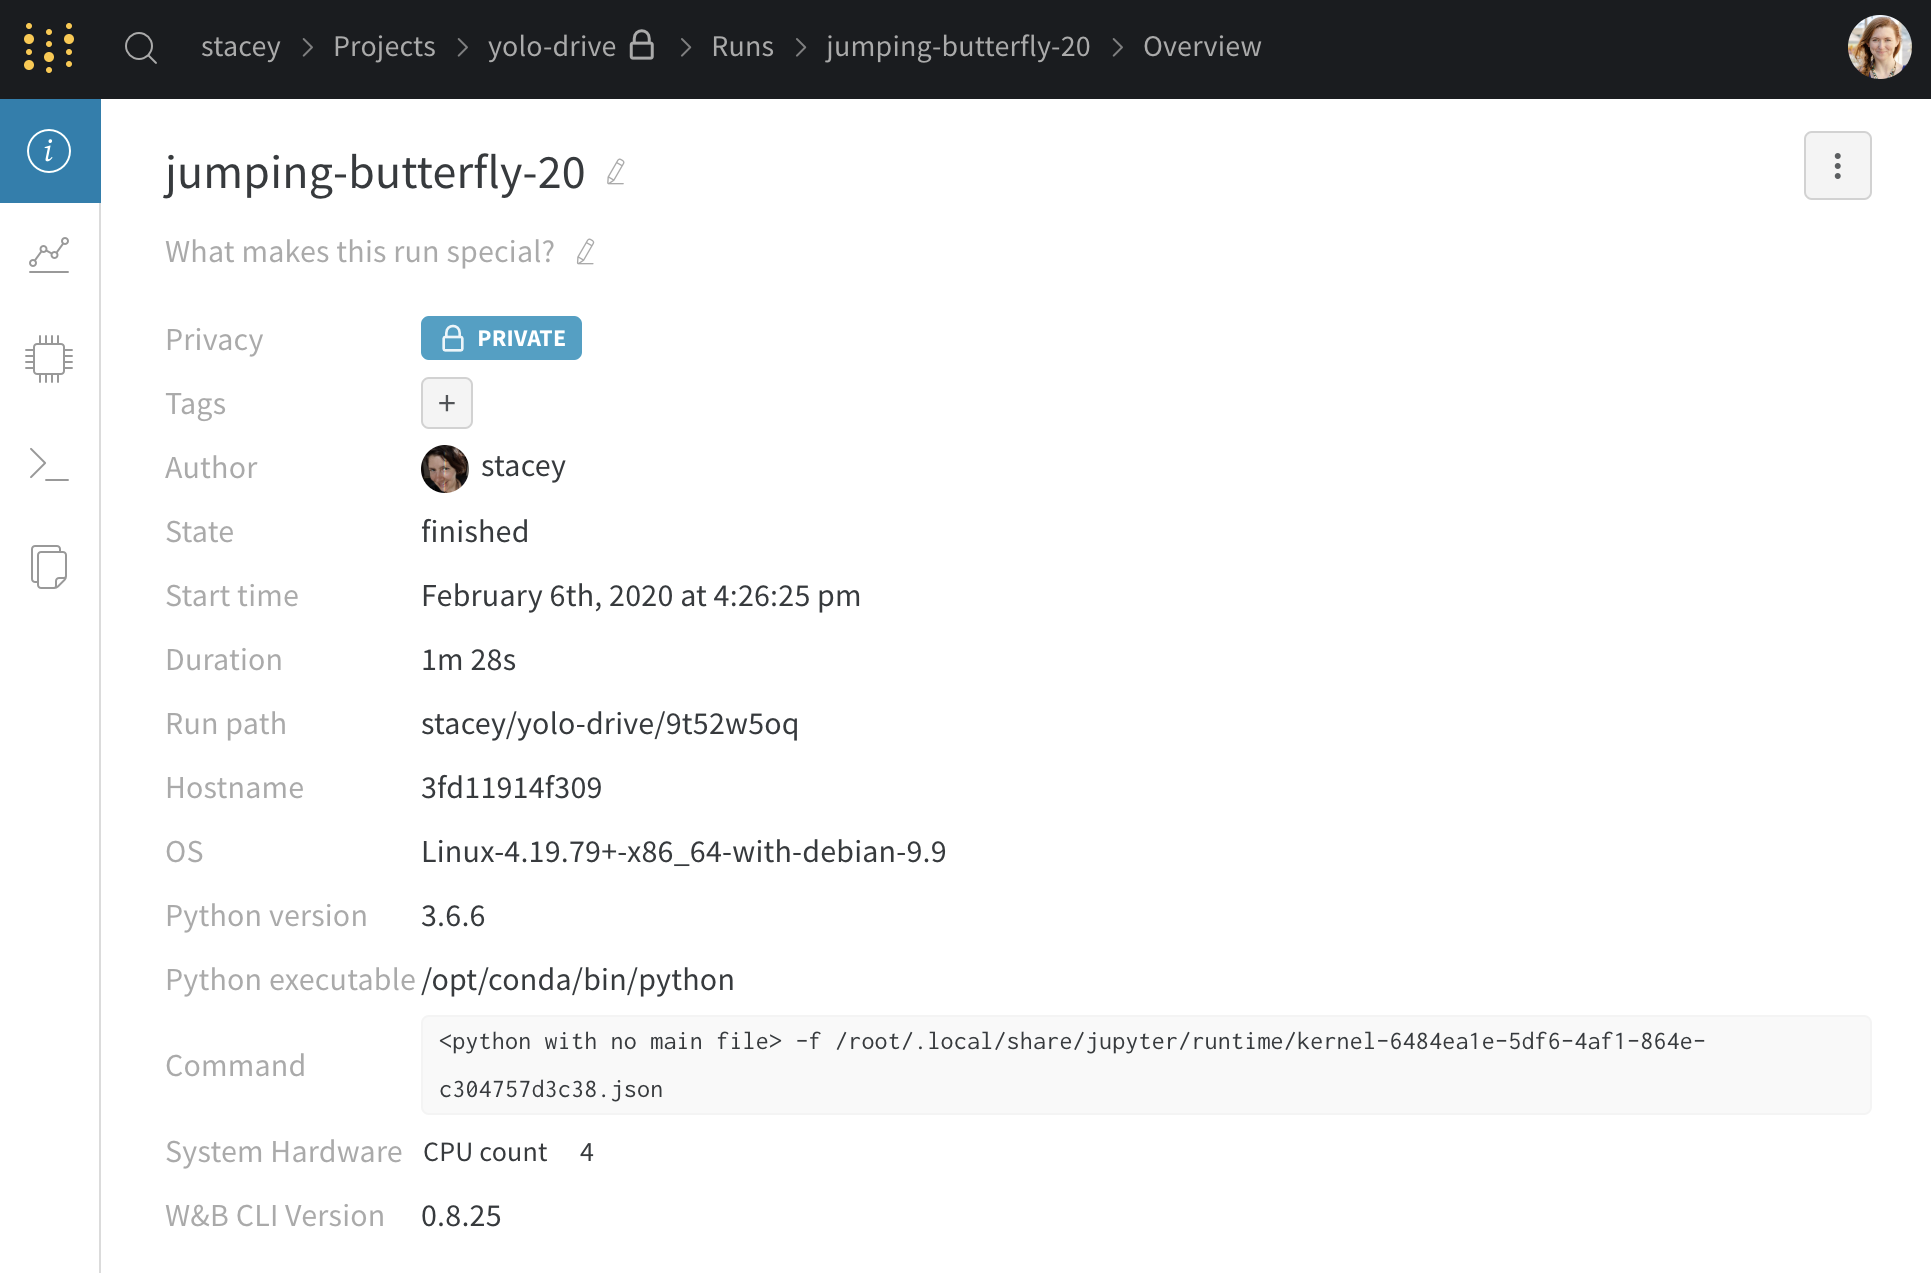 stacey > Projects > yolo-drive > Runs > jumping-butterfly-20 > Overview
jumping-butterfly-20
What makes this run special?
Privacy PRIVATE
Tags +
Author stacey
State finished
Start time February 6th, 2020 at 4:26:25 pm
Duration 1m 28s
Run path stacey/yolo-drive/9t52w5oq
Hostname 3fd11914f309
OS Linux-4.19.79+-x86_64-with-debian-9.9
Python version 3.6.6
Python executable /opt/conda/bin/python
Command <python with no main file> -f /root/.local/share/jupyter/runtime/kernel-6484ea1e-5df6-4af1-864e-
c304757d3c38.json
System Hardware CPU count 4
W&B CLI Version 0.8.25